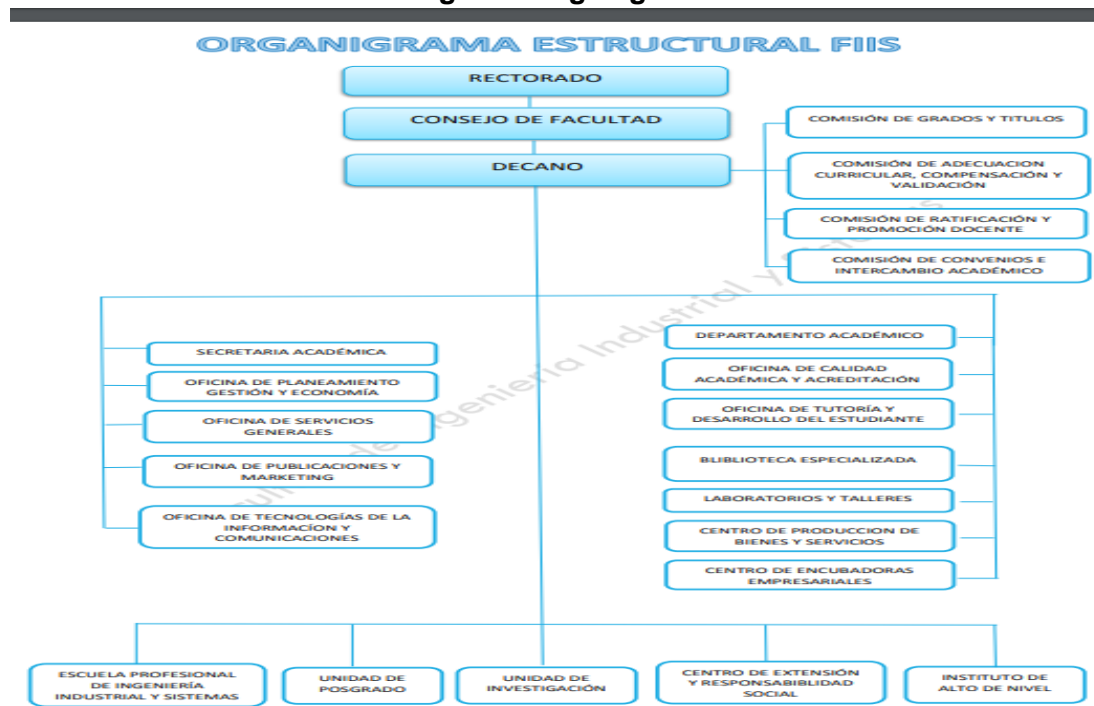 ORGANIGRAMA ESTRUCTURAL FIIS
RECTORADO
CONSEJO DE FACULTAD
DECANO
COMISIÓN DE GRADOS Y TITULOS
COMISIÓN DE ADECUACION
CURRICULAR, COMPENSACIÓN Y
VALIDACIÓN
COMISIÓN DE RATIFICACIÓN Y
PROMOCIÓN DOCENTE
COMISIÓN DE CONVENIOS E
INTERCAMBIO ACADÉMICO
SECRETARIA ACADÉMICA
OFICINA DE PLANEAMIENTO
GESTIÓN Y ECONOMÍA
OFICINA DE SERVICIOS
GENERALES
OFICINA DE PUBLICACIONES Y
MARKETING
OFICINA DE TECNOLOGÍAS DE LA
INFORMACÍON Y
COMUNICACIONES
DEPARTAMENTO ACADÉMICO
OFICINA DE CALIDAD
ACADÉMICA Y ACREDITACIÓN
OFICINA DE TUTORÍA Y
DESARROLLO DEL ESTUDIANTE
BLIBLIOTECA ESPECIALIZADA
LABORATORIOS Y TALLERES
CENTRO DE PRODUCCION DE
BIENES Y SERVICIOS
CENTRO DE ENCUBADORAS
EMPRESARIALES
ESCUELA PROFESIONAL
DE INGENIERÍA
INDUSTRIAL Y SISTEMAS
UNIDAD DE
POSGRADO
UNIDAD DE
INVESTIGACIÓN
CENTRO DE EXTENSIÓN
Y RESPONSABIBLIDAD
SOCIAL
INSTITUTO DE
ALTO DE NIVEL
de Ingeniería Industrial y